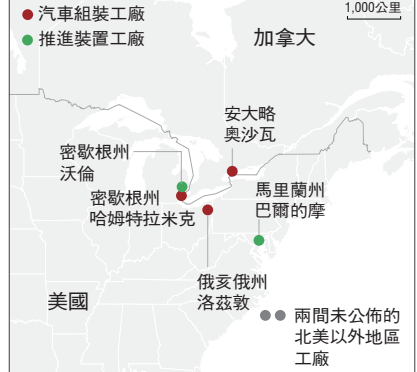 汽車組裝工廠
推進裝置工廠
1,000公里
加拿大
安大略
奧沙瓦
密歇根州
沃倫
密歇根州
哈姆特拉米克
馬里蘭州
巴爾的摩
俄亥俄州
洛茲敦
美國
兩間未公佈的
北美以外地區
工廠